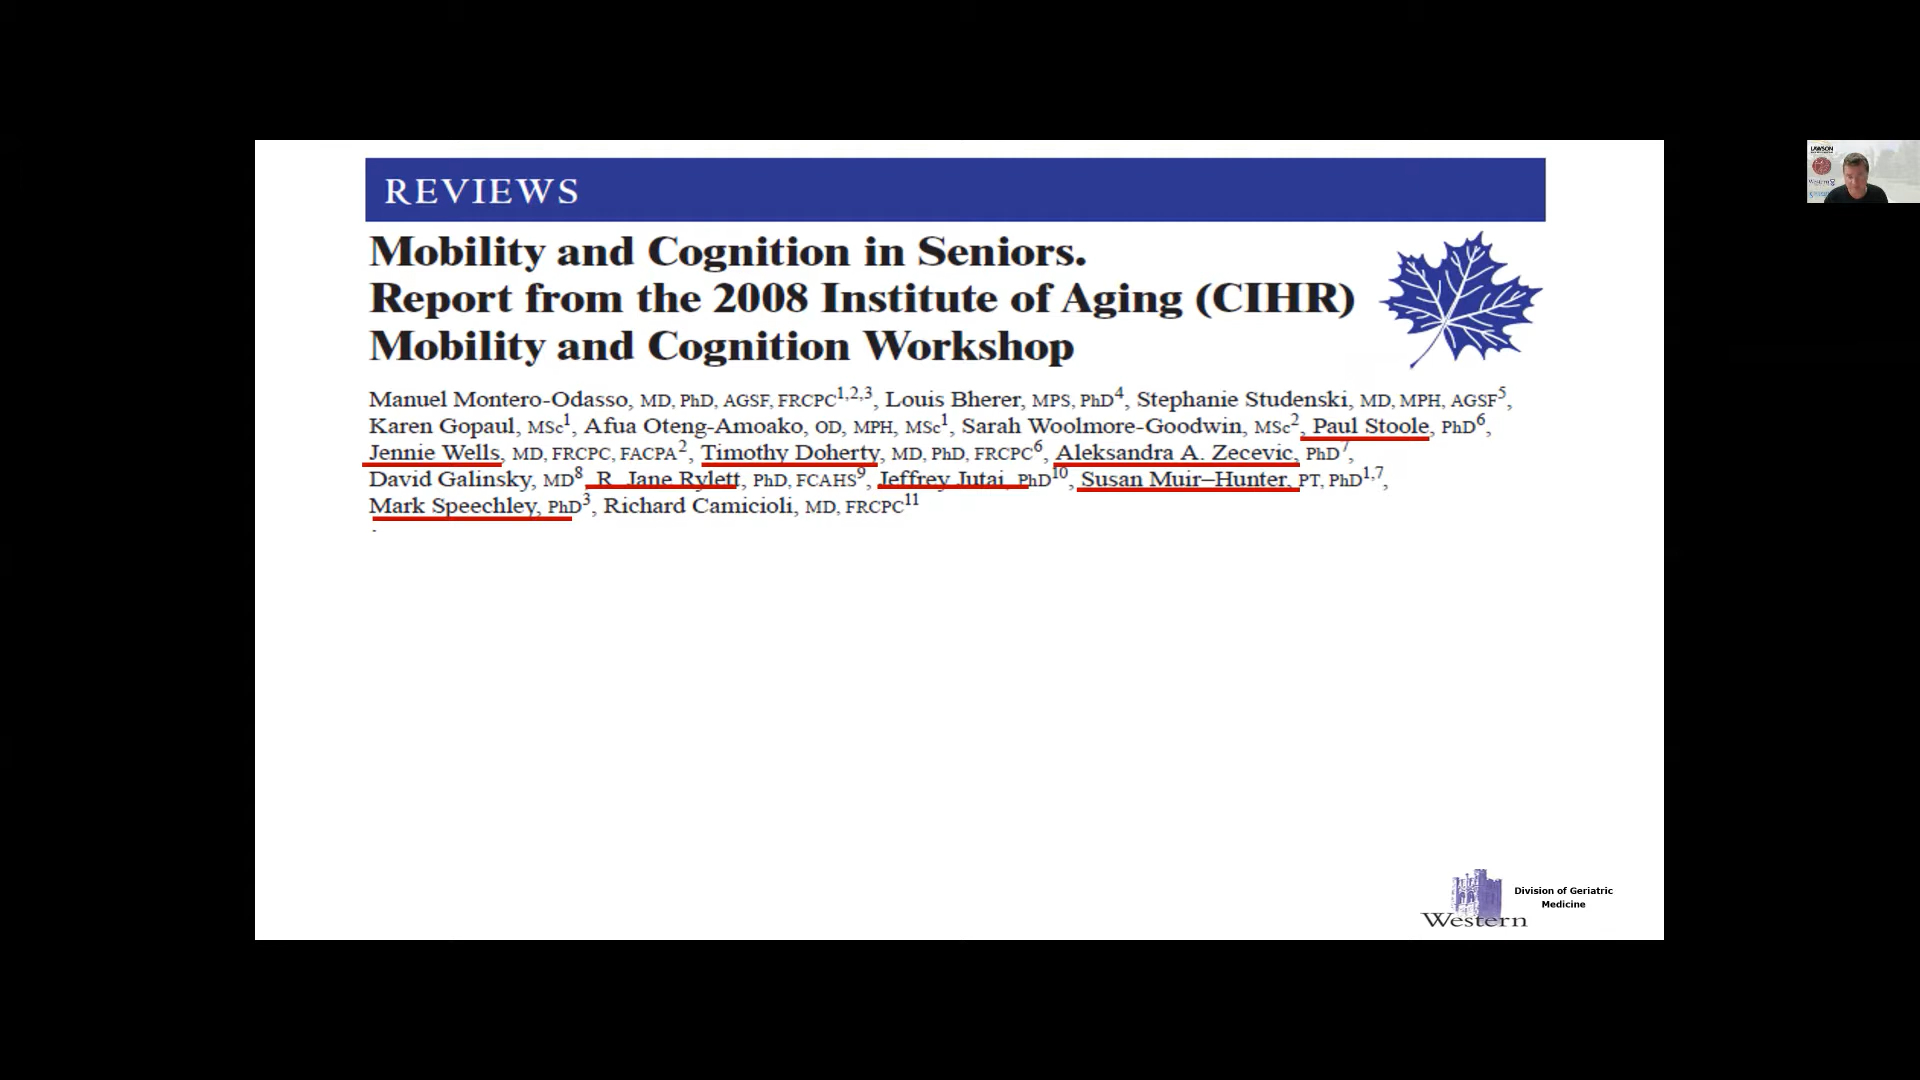 REVIEWS
Mobility and Cognition in Seniors.
Report from the 2008 Institute of Aging (CIHR)
Mobility and Cognition Workshop
Manuel Montero-Odasso, MD, PhD, AGSF, FRCPC1,2,3, Louis Bherer, MPS, PhD4, Stephanie Studenski, MD, MPH, AGSF5,
Karen Gopaul, MSc1, Afua Oteng-Amoako, OD, MPH, MSc1, Sarah Woolmore-Goodwin, MSc2, Paul Stoole, PhD6,
Jennie Wells, MD, FRCPC, FACPA2, Timothy Doherty, MD, PhD, FRCPC6, Aleksandra A. Zecevic, PhD7,
David Galinsky, MD8 R. Jane Rylett, PhD, FCAHS9, Jeffrey Jutai, PhD10, Susan Muir–Hunter, PT, PhD1,7,
Mark Speechley, PhD3, Richard Camicioli, MD, FRCPC11
Western
Division of Geriatric
Medicine
LAWSON
Western